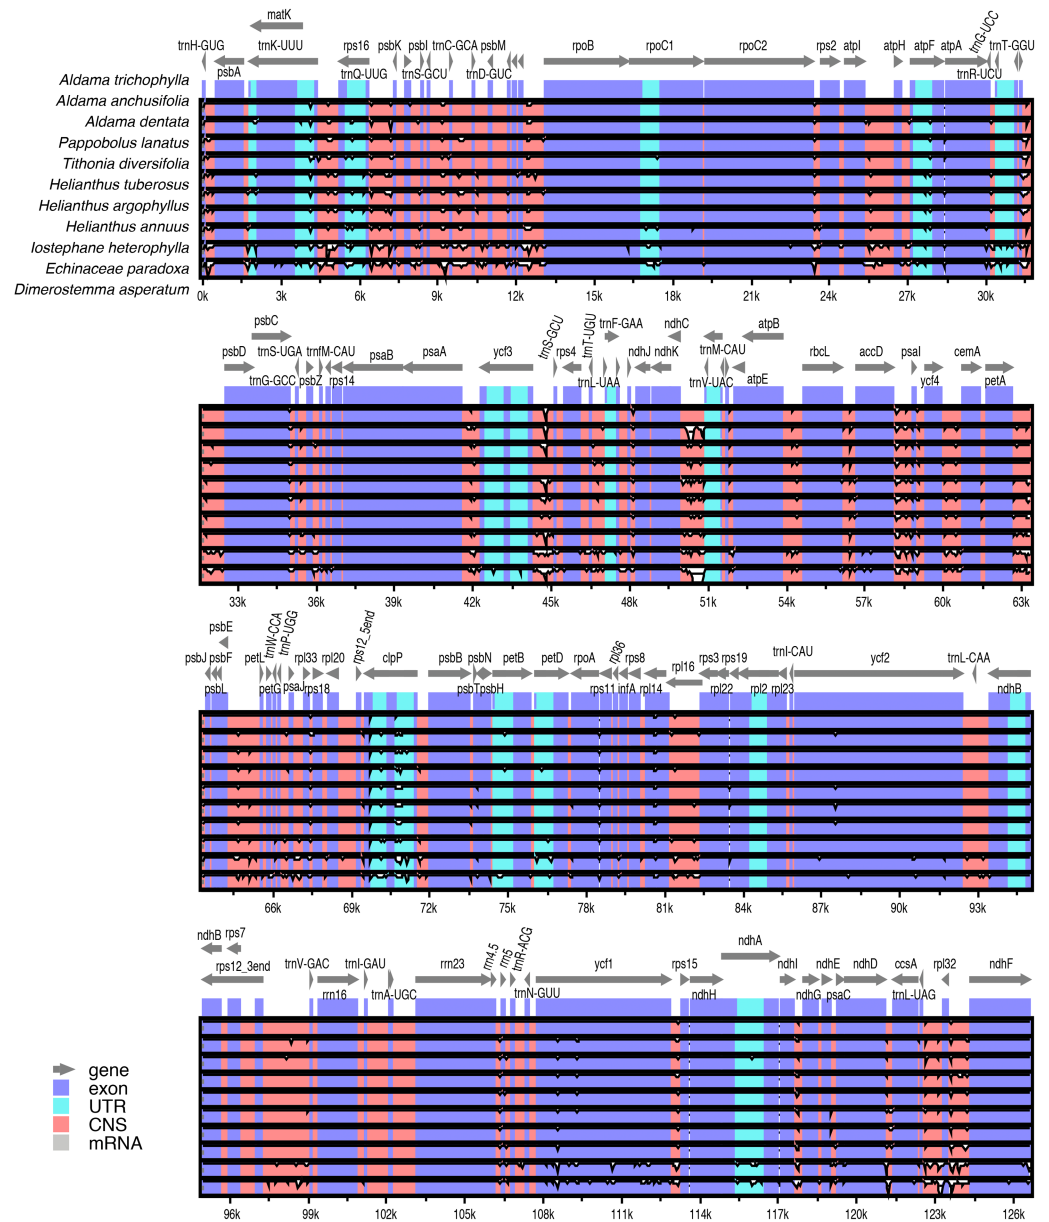 matK
trnH-GUG trnK-UUU rps16 psbK psbI trnC-GCA psbM rpoB rpoC1 rpoC2 rps2 atpI atpH atpF atpA trnG-UCC trnT-GGU
psbA trnQ-UUG trnS-GCU trnD-GUC trnR-UCU
Aldama trichophylla
Aldama anchusifolia
Aldama dentata
Pappobolus lanatus
Tithonia diversifolia
Helianthus tuberosus
Helianthus argophyllus
Helianthus annuus
Iostephane heterophylla
Echinaceae paradoxa
Dimerostemma asperatum
0k 3k 6k 9k 12k 15k 18k 21k 24k 27k 30k
psbC trnS-GCU trnT-UGU trnF-GAA ndhC atpB
psbD trnS-UGA trnfM-CAU psaB psaA ycf3 rps4 ndhJ ndhK trnM-CAU rbcL accD psaI cemA
trnG-GCC psbZ rps14 trnL-UAA trnV-UAC atpE ycf4 petA
33k 36k 39k 42k 45k 48k 51k 54k 57k 60k 63k
psbE trnW-CCA trnP-UGG rps12_5end rpl36
psbJ psbF petL rpl33 rpl20 clpP psbB psbN petB petD rpoA rps8 rpl16 rps3 rps19 trnI-CAU ycf2 trnL-CAA
psbL petG psaJ rps18 psbT psbH rps11 infA rpl14 rpl22 rpl2 rpl23 ndhB
66k 69k 72k 75k 78k 81k 84k 87k 90k 93k
ndhB rps7 ndhA
rps12_3end trnV-GAC trnI-GAU rrn23 rrn4.5 rrn5 trnR-ACG ycf1 rps15 ndhI ndhE ndhD ccsA rpl32 ndhF
rrn16 trnA-UGC trnN-GUU ndhH ndhG psaC trnL-UAG
gene
exon
UTR
CNS
mRNA
96k 99k 102k 105k 108k 111k 114k 117k 120k 123k 126k